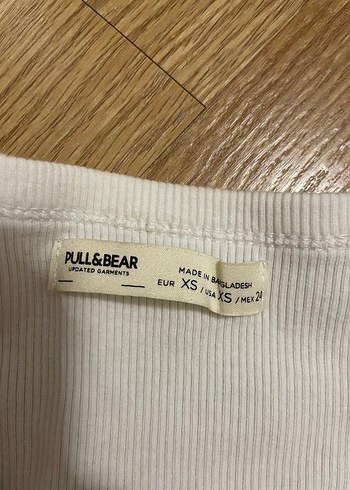 PULL&BEAR
UPDATED GARMENTS
MADE IN BANGLADESH
EUR XS / USA XS / MEX 24